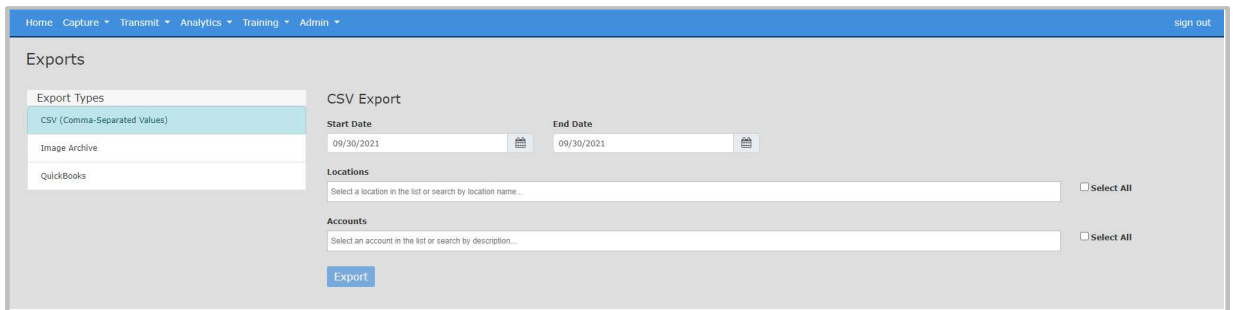 Home Capture Transmit Analytics Training Admin sign out
Exports
Export Types
CSV (Comma-Separated Values)
Image Archive
QuickBooks
CSV Export
Start Date End Date
09/30/2021 09/30/2021
Locations
Select a location in the list or search by location name...
Select All
Accounts
Select an account in the list or search by description...
Select All
Export